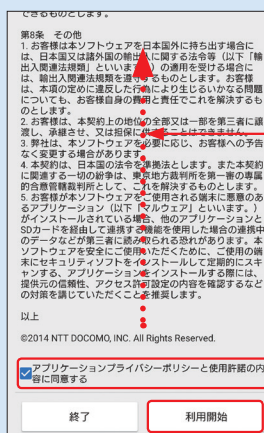 できるものとします。
第8条 その他
1. お客様は本ソフトウェアを日本国外に持ち出す場合に
は、日本国又は諸外国の輸出入に関する法令等（以下「輸
出入関連法規」といいます。）の適用を受ける場合に
は、輸出入関連法規を遵守するものとします。お客様
は、本項の定めに違反した行為により生じるいかなる問題
についても、お客様自身の費用と責任でこれを解決するも
のとします。
2. お客様は、本契約上の地位の全部又は一部を第三者に譲
渡し、承継させ、又は担保に供することはできません。
3. 弊社は、本ソフトウェアを必要に応じ、お客様への予告
なく変更する場合があります。
4. 本契約は、日本国の法令を準拠法とします。また本契約
に関連する一切の紛争は、東京地方裁判所を第一審の専属
的合意管轄裁判所として、これを解決するものとします。
5. お客様が本ソフトウェアをご使用される端末に悪意のあ
るアプリケーション（以下「マルウェア」といいます。）
がインストールされている場合、他のアプリケーションと
SDカードを経由して連携する機能を使用した場合の連携中
のデータなどが第三者に読み取られる恐れがあります。本
ソフトウェアを安全にご使用いただくために、ご使用の端
末にセキュリティソフトをインストールして定期的にスキ
ャンする、アプリケーションをインストールする際には、
提供元の信頼性、アクセス許可設定の内容を確認するなど
の対策を講じていただくことを推奨します。
以上
©2014 NTT DOCOMO, INC. All Rights Reserved.
アプリケーションプライバシーポリシーと使用許諾の内
容に同意する
終了
利用開始